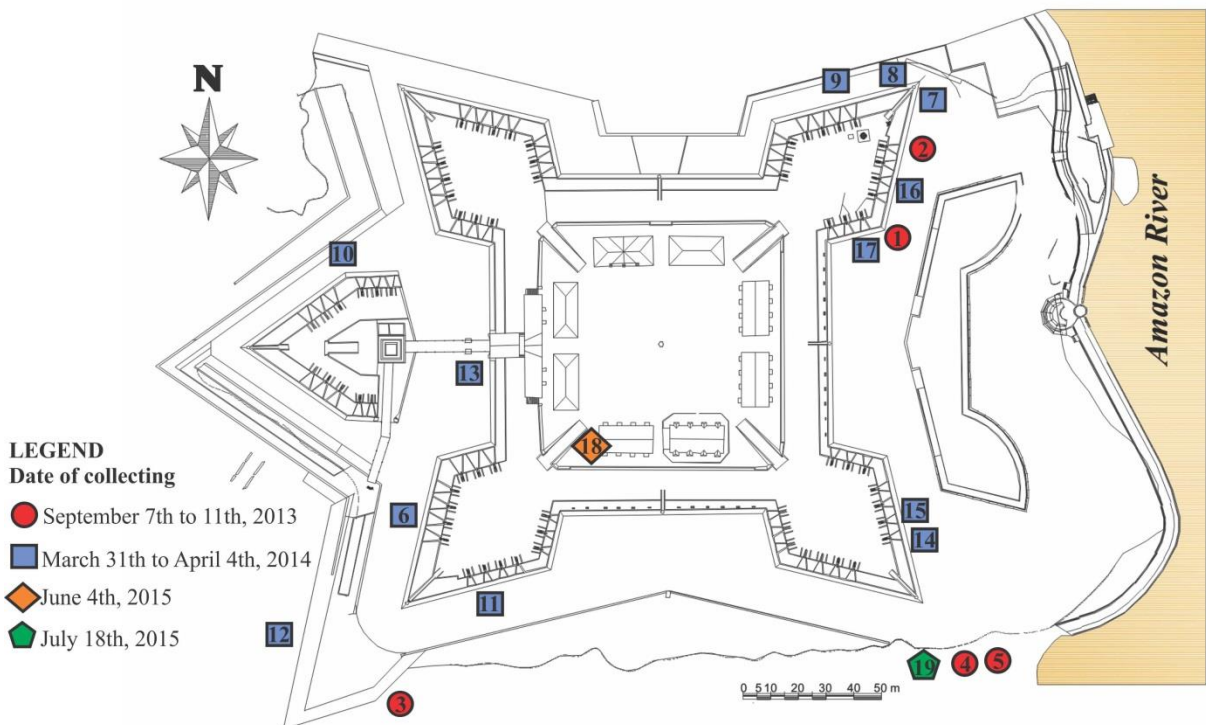 N
9
8
7
2
16
1
17
10
13
18
6
15
14
11
12
19
4
5
3
Amazon River
LEGEND
Date of collecting
September 7th to 11th, 2013
March 31th to April 4th, 2014
June 4th, 2015
July 18th, 2015
0 5 10 20 30 40 50 m